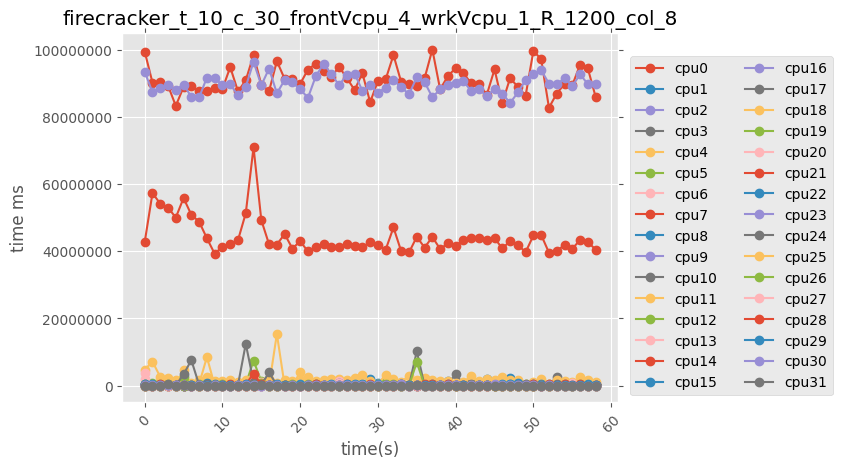 firecracker_t_10_c_30_frontVcpu_4_wrkVcpu_1_R_1200_col_8
100000000
80000000
60000000
40000000
20000000
0
time ms
0 10 20 30 40 50 60
time(s)
cpu0 cpu16
cpu1 cpu17
cpu2 cpu18
cpu3 cpu19
cpu4 cpu20
cpu5 cpu21
cpu6 cpu22
cpu7 cpu23
cpu8 cpu24
cpu9 cpu25
cpu10 cpu26
cpu11 cpu27
cpu12 cpu28
cpu13 cpu29
cpu14 cpu30
cpu15 cpu31